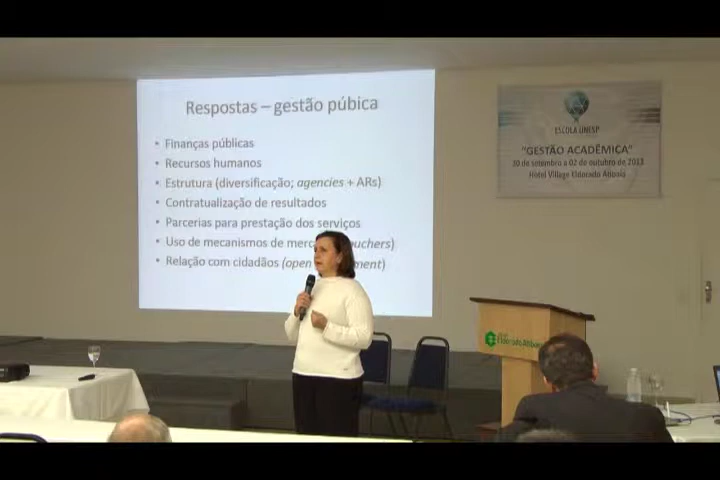 Respostas – gestão púbica
• Finanças públicas
• Recursos humanos
• Estrutura (diversificação; agencies + ARs)
• Contratualização de resultados
• Parcerias para prestação dos serviços
• Uso de mecanismos de merc uchers)
• Relação com cidadãos (open ment)
ESCOLA UNESP
"GESTÃO ACADÊMICA"
30 de setembro a 02 de outubro de 2013
Hotel Village Eldorado Atibaia
Eldorado Atibaia